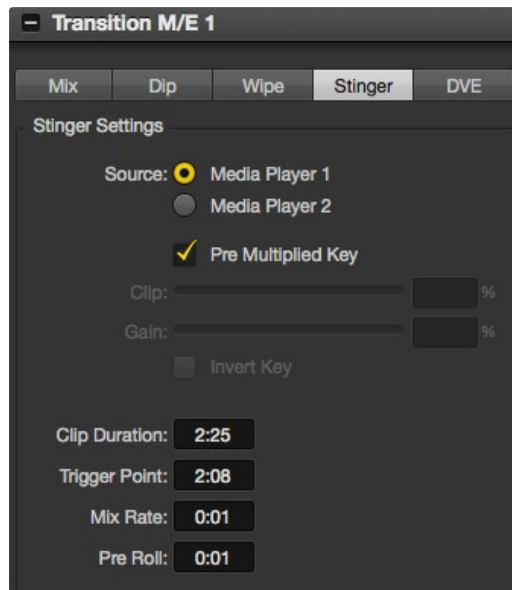 Transition M/E 1
Mix Dip Wipe Stinger DVE
Stinger Settings
Source: Media Player 1
Media Player 2
Pre Multiplied Key
Clip: %
Gain: %
Invert Key
Clip Duration: 2:25
Trigger Point: 2:08
Mix Rate: 0:01
Pre Roll: 0:01